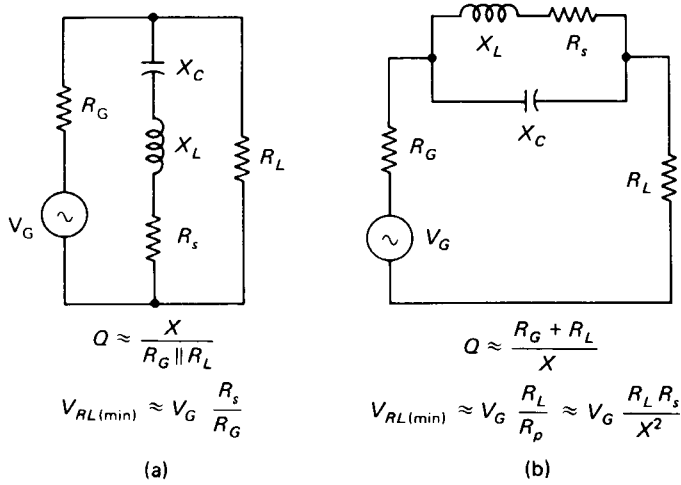 X_C
R_G
X_L
R_L
V_G
R_s
Q ≈ X / (R_G || R_L)
V_RL(min) ≈ V_G R_s / R_G
(a)
X_L
R_s
X_C
R_G
R_L
V_G
Q ≈ (R_G + R_L) / X
V_RL(min) ≈ V_G R_L / R_p ≈ V_G R_L R_s / X²
(b)